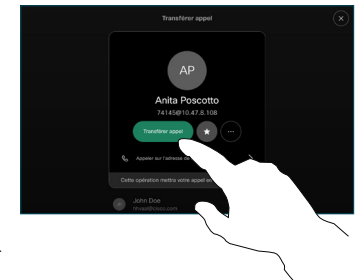 Transférer appel
AP
Anita Poscotto
74145@10.47.8.108
Transférer appel
Appeler sur l'adresse de
Cette opération mettra votre appel en
John Doe